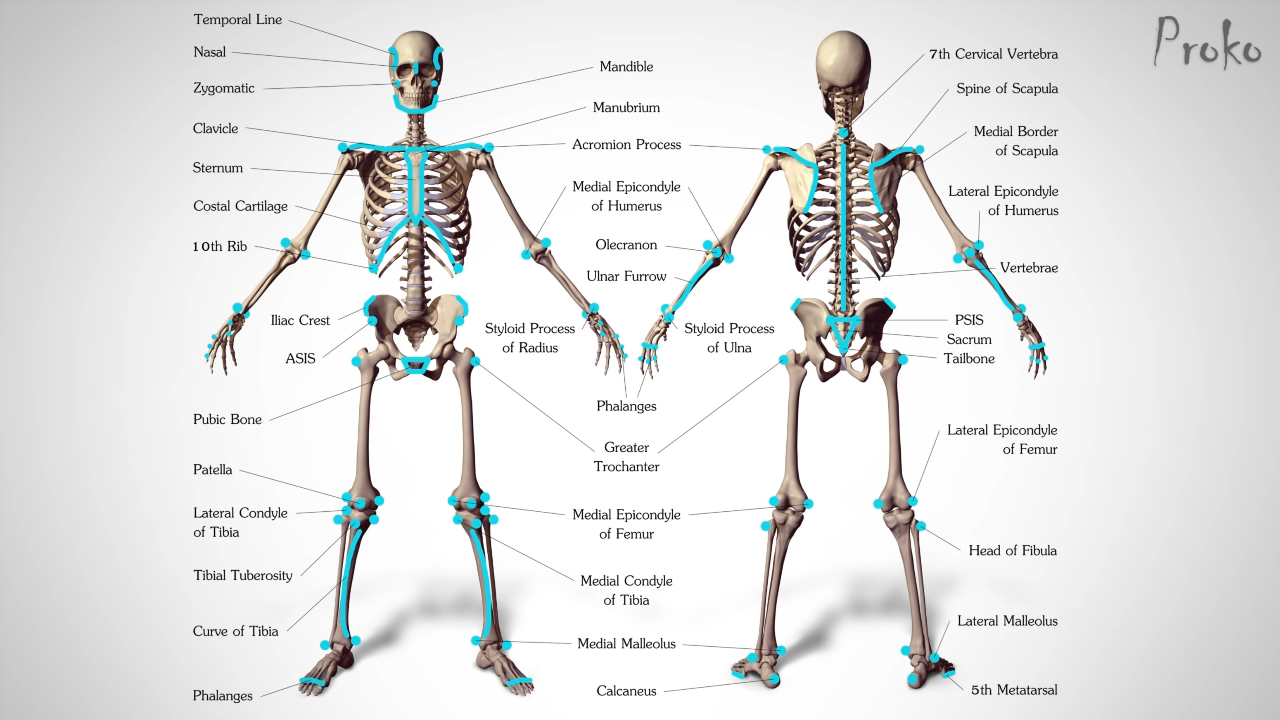 Temporal Line
Nasal
Zygomatic
Clavicle
Sternum
Costal Cartilage
10th Rib
Iliac Crest
ASIS
Pubic Bone
Patella
Lateral Condyle
of Tibia
Tibial Tuberosity
Curve of Tibia
Phalanges
Mandible
Manubrium
Acromion Process
Medial Epicondyle
of Humerus
Olecranon
Ulnar Furrow
Styloid Process
of Radius
Styloid Process
of Ulna
Phalanges
Greater
Trochanter
Medial Epicondyle
of Femur
Medial Condyle
of Tibia
Medial Malleolus
Calcaneus
Proko
7th Cervical Vertebra
Spine of Scapula
Medial Border
of Scapula
Lateral Epicondyle
of Humerus
Vertebrae
PSIS
Sacrum
Tailbone
Lateral Epicondyle
of Femur
Head of Fibula
Lateral Malleolus
5th Metatarsal